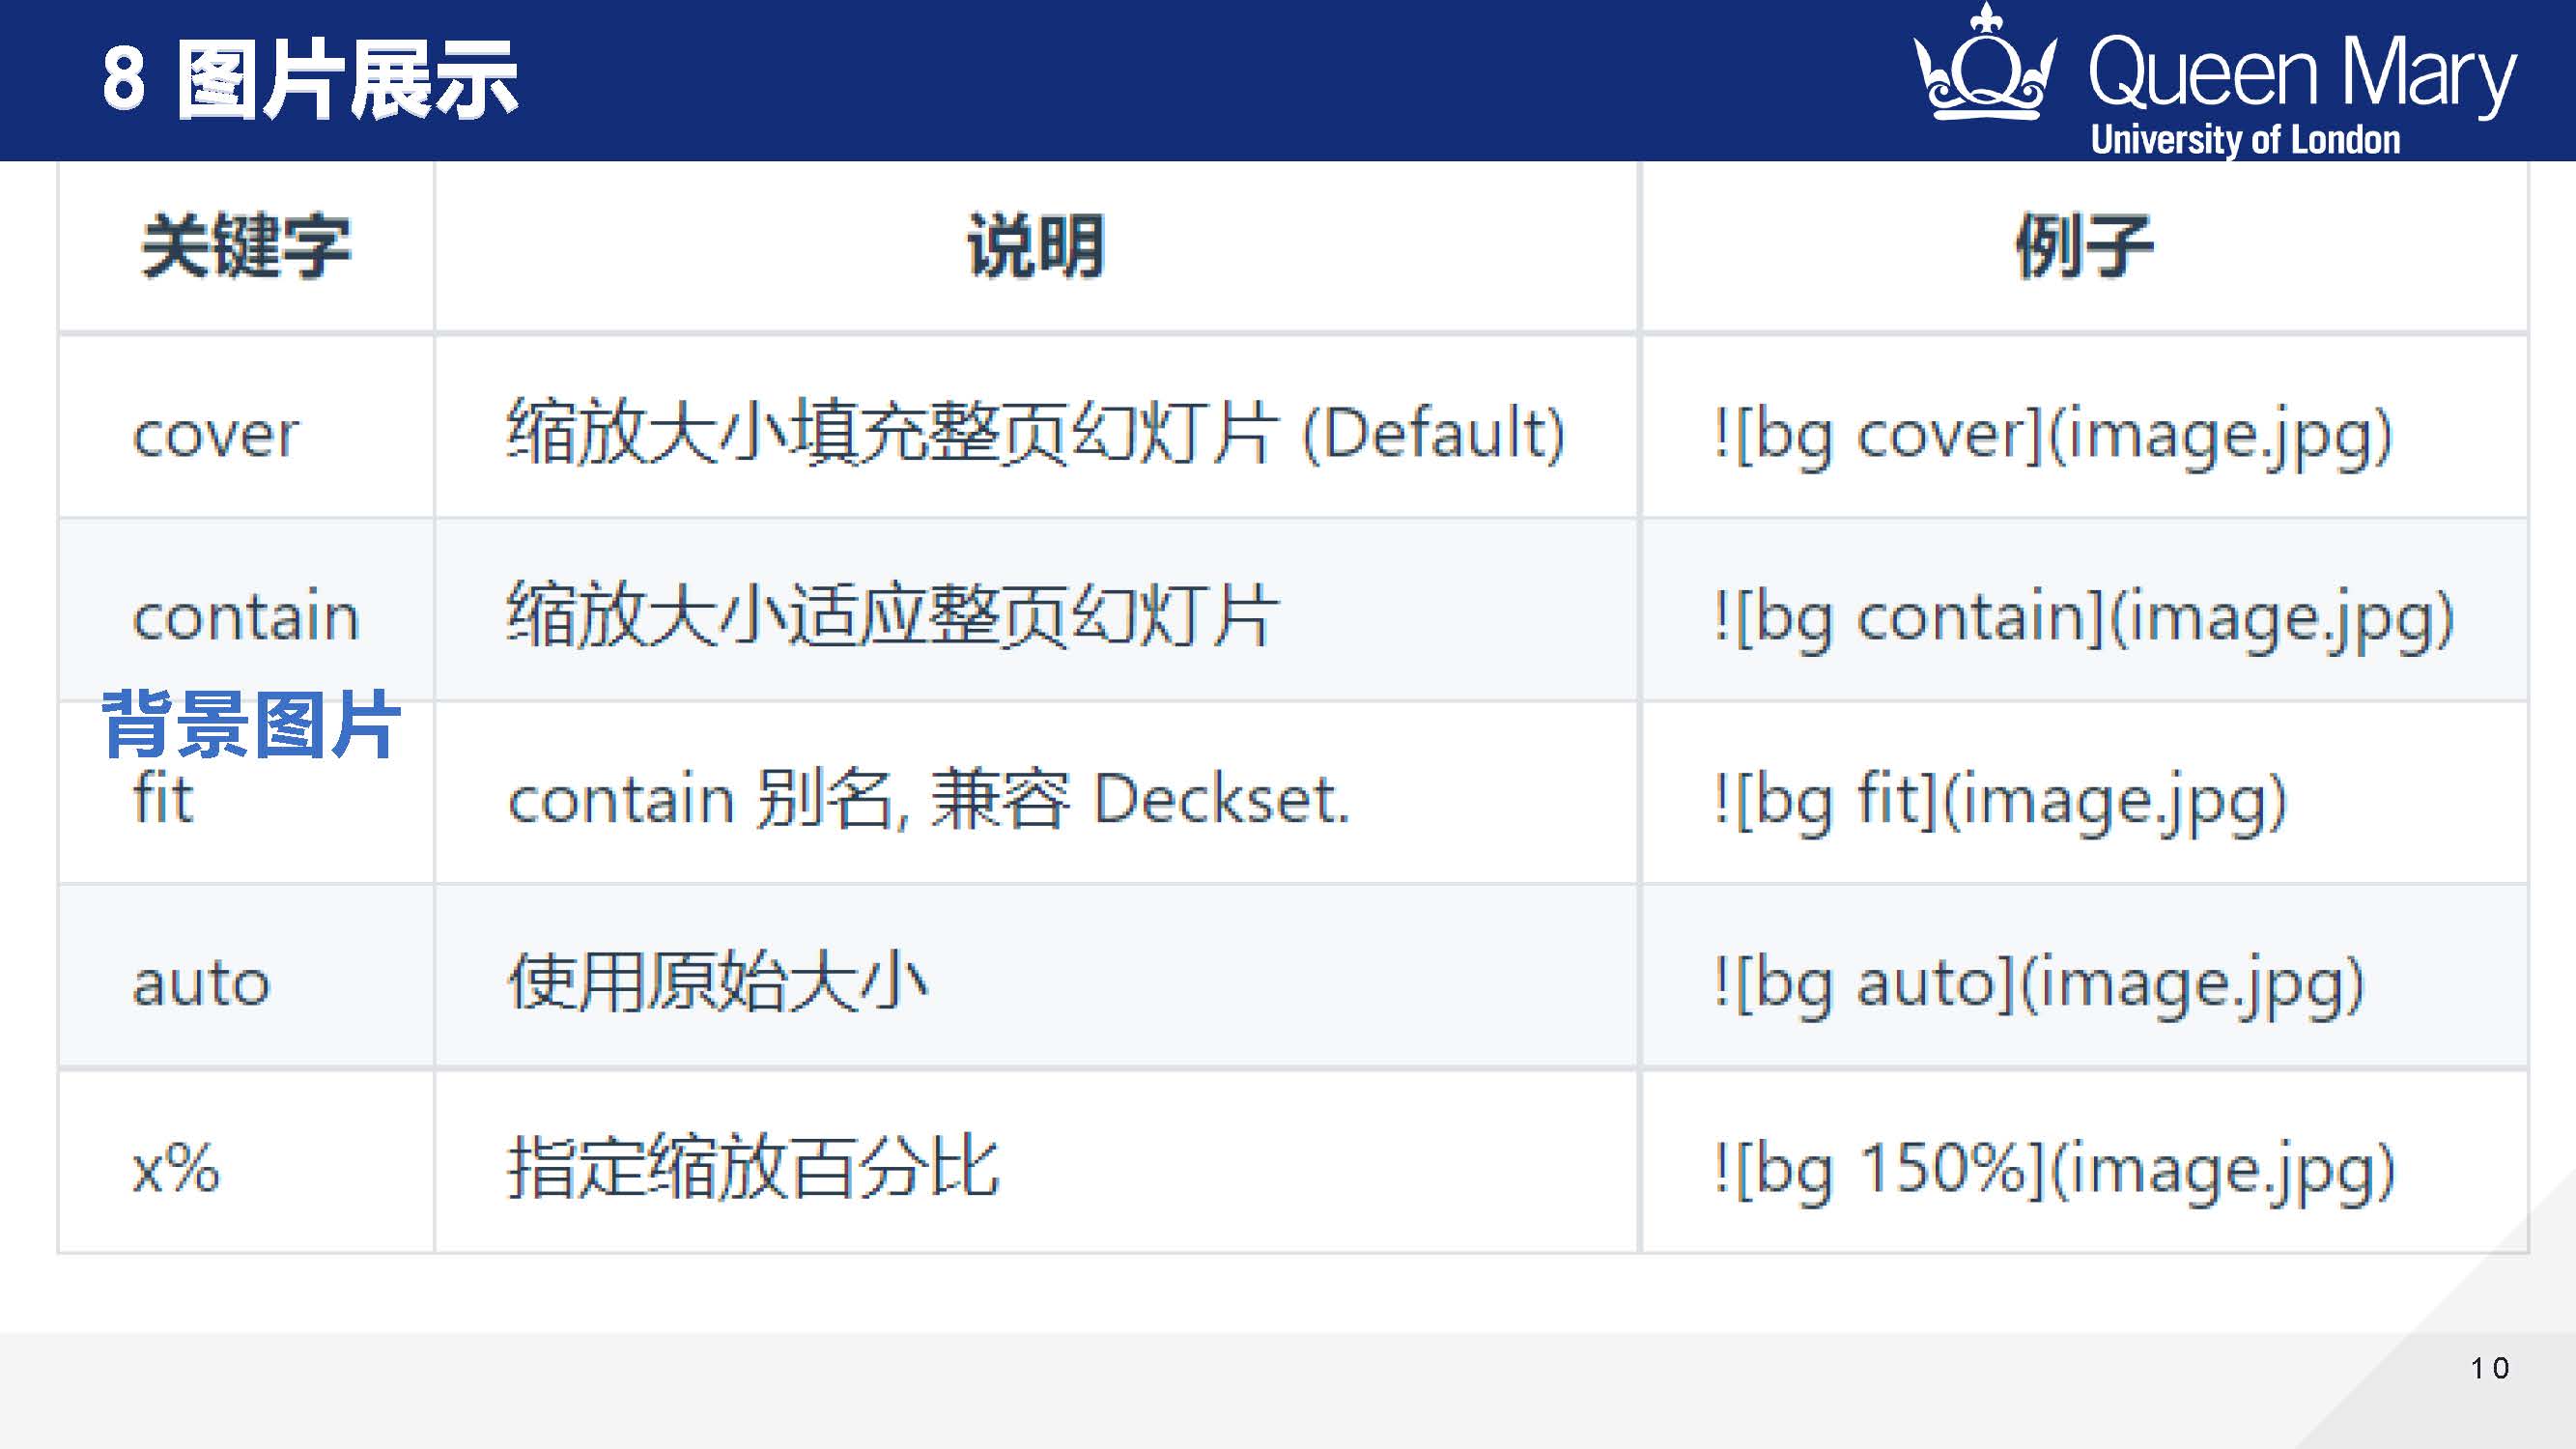 8 图片展示
Queen Mary
University of London
关键字 说明 例子
cover 缩放大小填充整页幻灯片 (Default) ![bg cover](image.jpg)
contain 缩放大小适应整页幻灯片 ![bg contain](image.jpg)
背景图片
fit contain 别名, 兼容 Deckset. ![bg fit](image.jpg)
auto 使用原始大小 ![bg auto](image.jpg)
x% 指定缩放百分比 ![bg 150%](image.jpg)
10